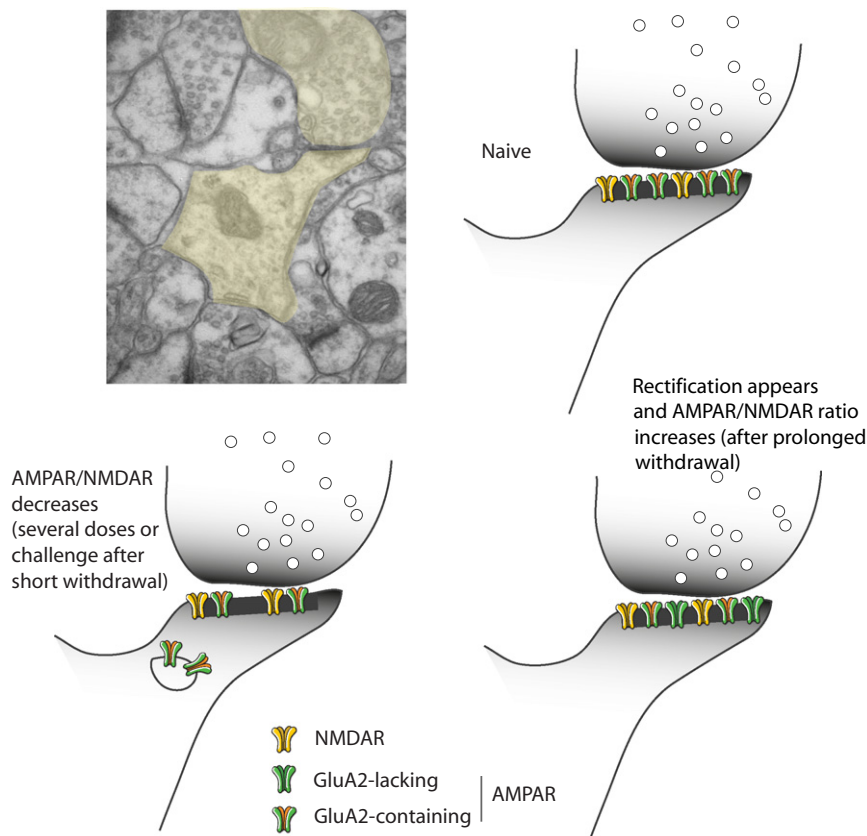 Naive
Rectification appears
and AMPAR/NMDAR ratio
increases (after prolonged
withdrawal)
AMPAR/NMDAR
decreases
(several doses or
challenge after
short withdrawal)
NMDAR
GluA2-lacking
AMPAR
GluA2-containing